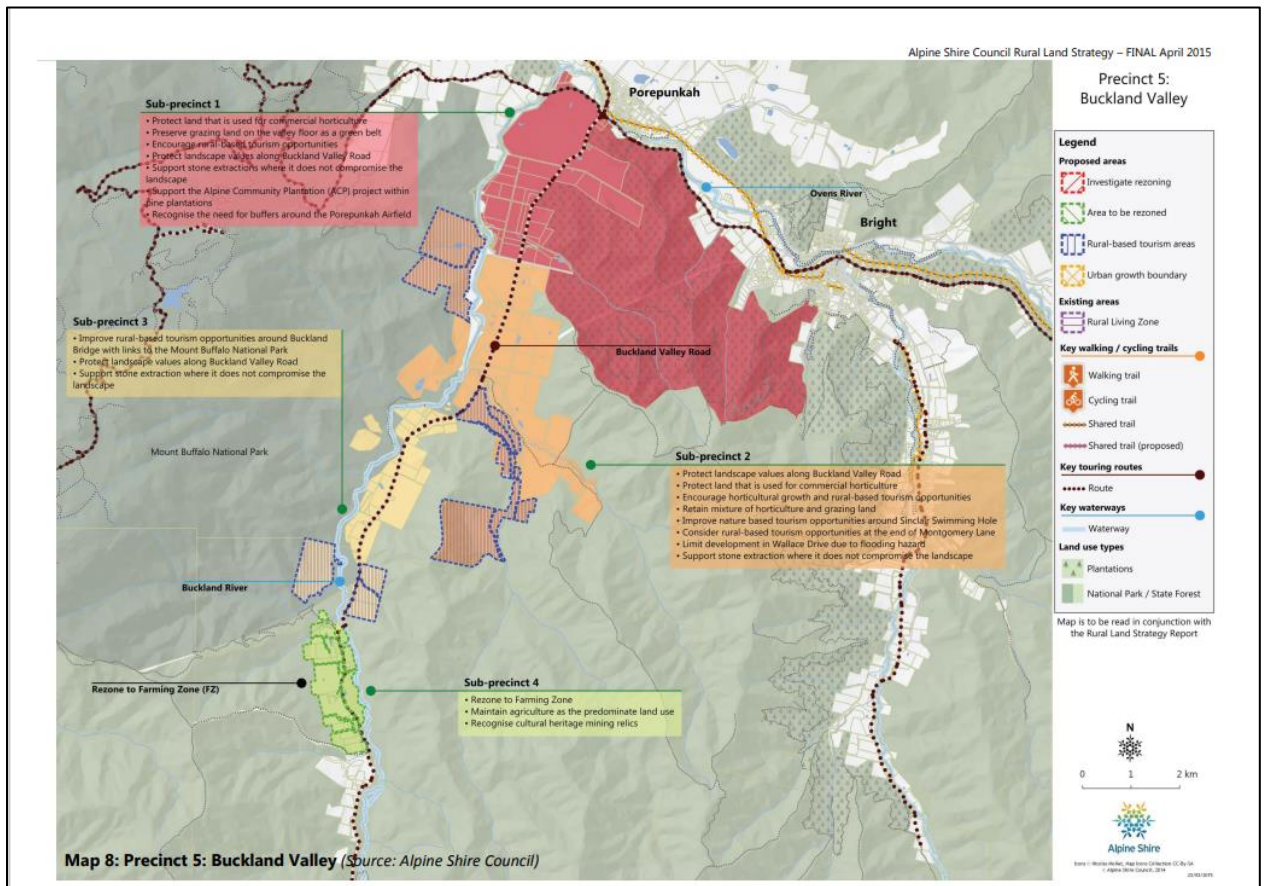 Alpine Shire Council Rural Land Strategy – FINAL April 2015
Precinct 5:
Buckland Valley
Sub-precinct 1
• Protect land that is used for commercial horticulture
• Preserve grazing land on the valley floor as a green belt
• Encourage rural-based tourism opportunities
• Protect landscape values along Buckland Valley Road
• Support stone extractions where it does not compromise the
landscape
• Support the Alpine Community Plantation (ACP) project within
pine plantations
• Recognise the need for buffers around the Porepunkah Airfield
Porepunkah
Ovens River
Bright
Sub-precinct 3
• Improve rural-based tourism opportunities around Buckland
Bridge with links to the Mount Buffalo National Park
• Protect landscape values along Buckland Valley Road
• Support stone extraction where it does not compromise the
landscape
Buckland Valley Road
Mount Buffalo National Park
Sub-precinct 2
• Protect landscape values along Buckland Valley Road
• Protect land that is used for commercial horticulture
• Encourage horticultural growth and rural-based tourism opportunities
• Retain mixture of horticulture and grazing land
• Improve nature based tourism opportunities around Sinclair Swimming Hole
• Consider rural-based tourism opportunities at the end of Montgomery Lane
• Limit development in Wallace Drive due to flooding hazard
• Support stone extraction where it does not compromise the landscape
Buckland River
Rezone to Farming Zone (FZ)
Sub-precinct 4
• Rezone to Farming Zone
• Maintain agriculture as the predominate land use
• Recognise cultural heritage mining relics
Legend
Proposed areas
Investigate rezoning
Area to be rezoned
Rural-based tourism areas
Urban growth boundary
Existing areas
Rural Living Zone
Key walking / cycling trails
Walking trail
Cycling trail
Shared trail
Shared trail (proposed)
Key touring routes
Route
Key waterways
Waterway
Land use types
Plantations
National Park / State Forest
Map is to be read in conjunction with
the Rural Land Strategy Report
N
0 1 2 km
Alpine Shire
Icons © Nicolas Mollet, Map Icons Collection CC-By-SA
© Alpine Shire Council, 2014
Map 8: Precinct 5: Buckland Valley (Source: Alpine Shire Council)